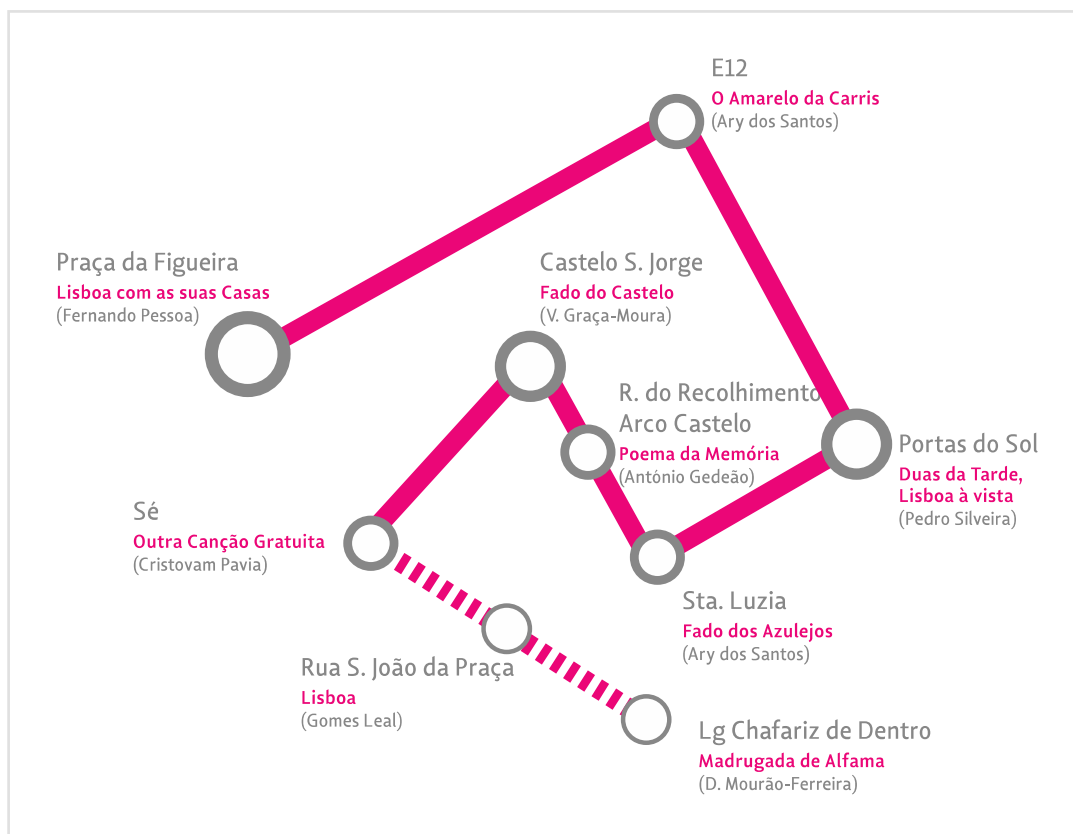 E12
O Amarelo da Carris
(Ary dos Santos)
Praça da Figueira
Lisboa com as suas Casas
(Fernando Pessoa)
Castelo S. Jorge
Fado do Castelo
(V. Graça-Moura)
R. do Recolhimento
Arco Castelo
Poema da Memória
(António Gedeão)
Portas do Sol
Duas da Tarde,
Lisboa à vista
(Pedro Silveira)
Sé
Outra Canção Gratuita
(Cristovam Pavia)
Sta. Luzia
Fado dos Azulejos
(Ary dos Santos)
Rua S. João da Praça
Lisboa
(Gomes Leal)
Lg Chafariz de Dentro
Madrugada de Alfama
(D. Mourão-Ferreira)